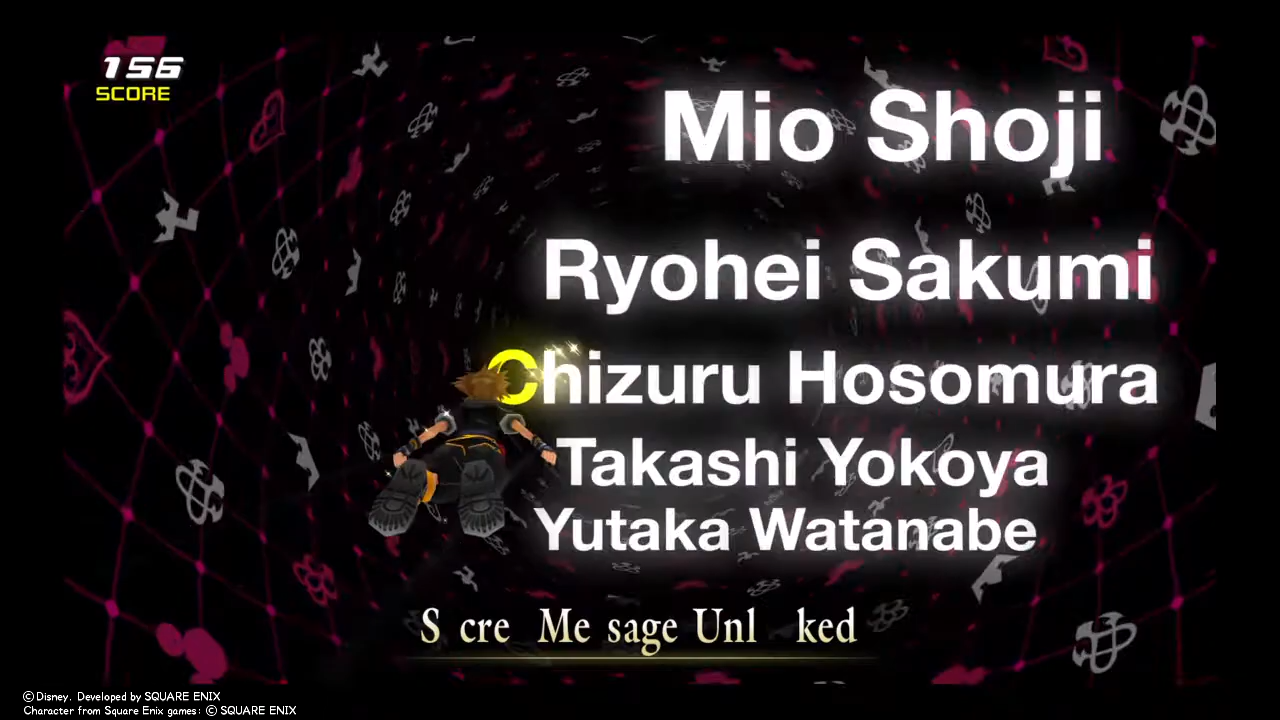 156
SCORE
Mio Shoji
Ryohei Sakumi
Chizuru Hosomura
Takashi Yokoya
Yutaka Watanabe
S cre Me sage Unl ked
©Disney. Developed by SQUARE ENIX
Character from Square Enix games: © SQUARE ENIX